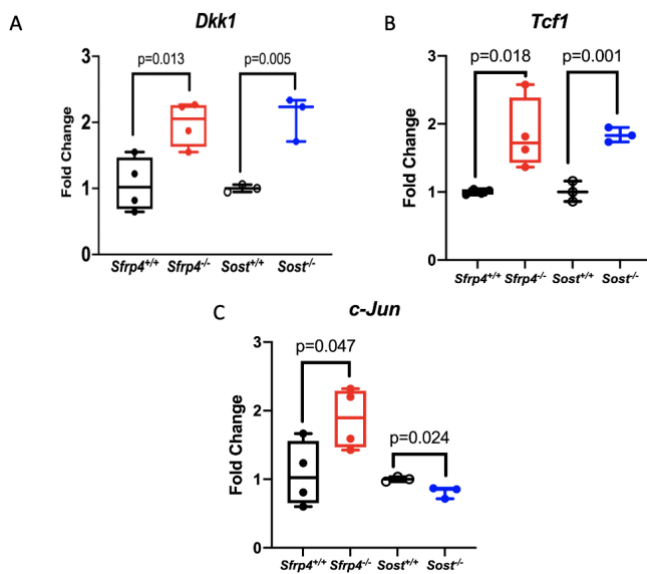 A
Dkk1
p=0.013 p=0.005
Fold Change
3
2
1
0
Sfrp4+/+ Sfrp4-/- Sost+/+ Sost-/-
B
Tcf1
p=0.018 p=0.001
Fold Change
3
2
1
0
Sfrp4+/+ Sfrp4-/- Sost+/+ Sost-/-
C
c-Jun
p=0.047
p=0.024
Fold Change
3
2
1
0
Sfrp4+/+ Sfrp4-/- Sost+/+ Sost-/-